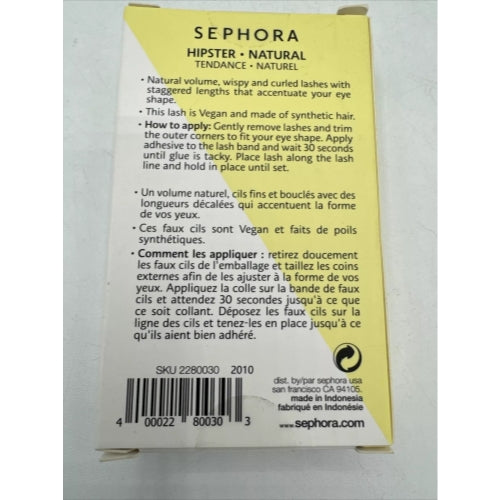 SEPHORA
HIPSTER • NATURAL
TENDANCE • NATUREL
• Natural volume, wispy and curled lashes with
staggered lengths that accentuate your eye
shape.
• This lash is Vegan and made of synthetic hair.
• How to apply: Gently remove lashes and trim
the outer corners to fit your eye shape. Apply
adhesive to the lash band and wait 30 seconds
until glue is tacky. Place lash along the lash
line and hold in place until set.
• Un volume naturel, cils fins et bouclés avec des
longueurs décalées qui accentuent la forme
de vos yeux.
• Ces faux cils sont Vegan et faits de poils
synthétiques.
• Comment les appliquer : retirez doucement
les faux cils de l'emballage et taillez les coins
externes afin de les ajuster à la forme de vos
yeux. Appliquez la colle sur la bande de faux
cils et attendez 30 secondes jusqu'à ce que
ce soit collant. Déposez les faux cils sur la
ligne des cils et tenez-les en place jusqu'à ce
qu'ils aient bien adhéré.
SKU 2280030 2010
4 00022 80030 3
dist. by/par sephora usa
san francisco CA 94105.
made in Indonesia
fabriqué en Indonésie
www.sephora.com